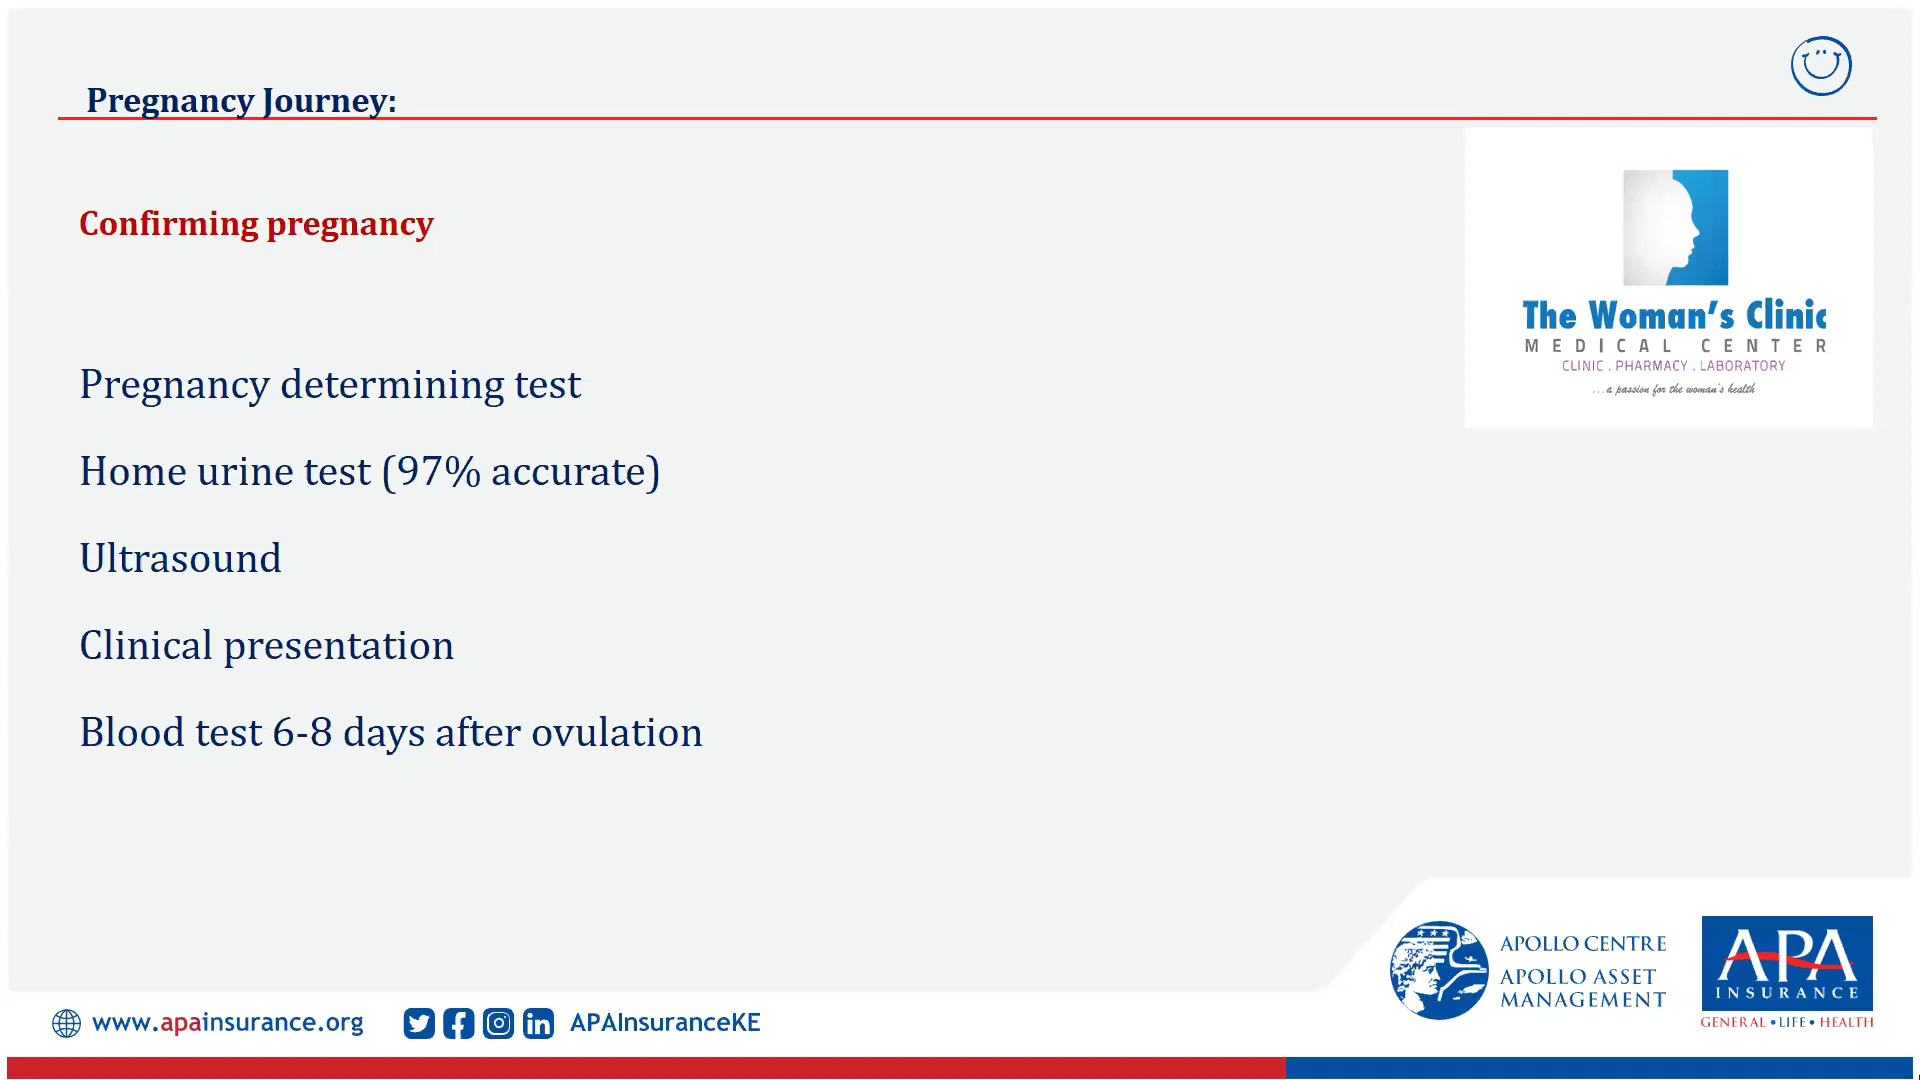 Pregnancy Journey:
Confirming pregnancy
Pregnancy determining test
Home urine test (97% accurate)
Ultrasound
Clinical presentation
Blood test 6-8 days after ovulation
The Woman's Clinic
MEDICAL CENTER
CLINIC . PHARMACY . LABORATORY
...a passion for the woman's health
APOLLO CENTRE
APOLLO ASSET
MANAGEMENT
APA
INSURANCE
GENERAL • LIFE • HEALTH
www.apainsurance.org
APAInsuranceKE